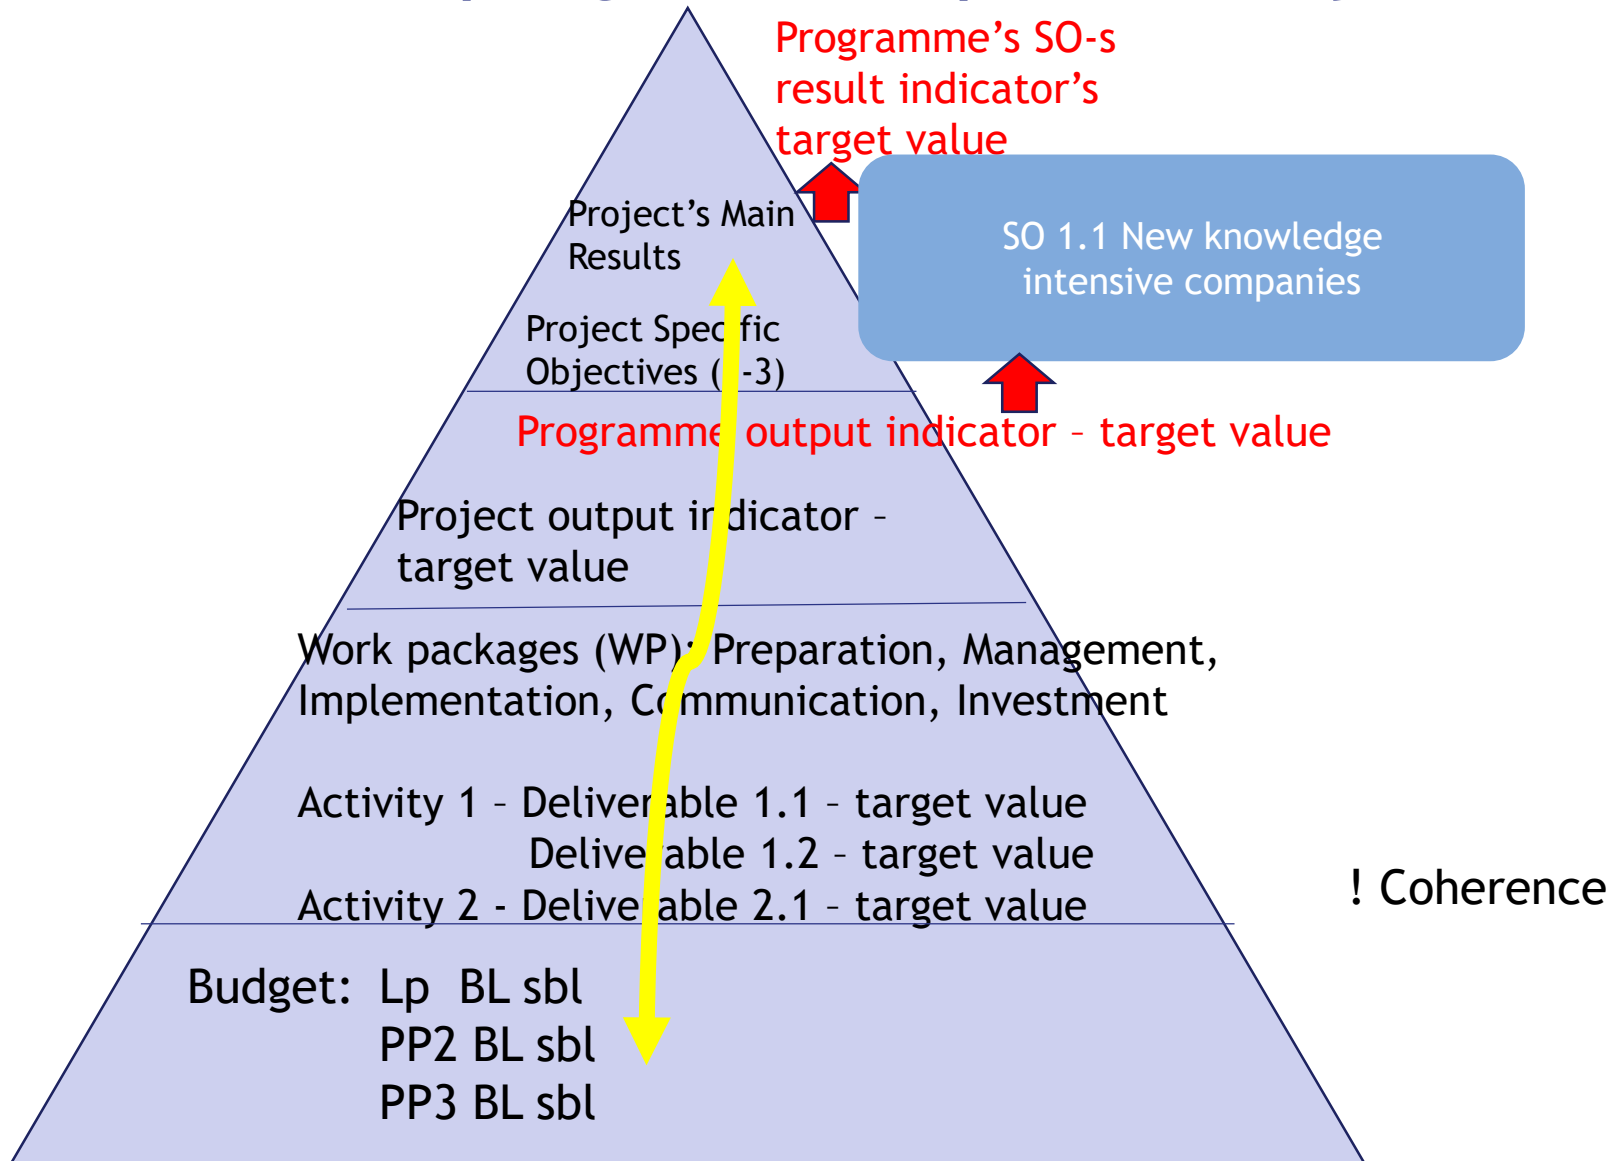 Programme's SO-s
result indicator's
target value
Project's Main
Results
SO 1.1 New knowledge
intensive companies
Project Specific
Objectives (-3)
Programme output indicator – target value
Project output indicator –
target value
Work packages (WP): Preparation, Management,
Implementation, Communication, Investment
Activity 1 – Deliverable 1.1 – target value
Deliverable 1.2 – target value
Activity 2 - Deliverable 2.1 – target value
! Coherence
Budget: Lp BL sbl
PP2 BL sbl
PP3 BL sbl